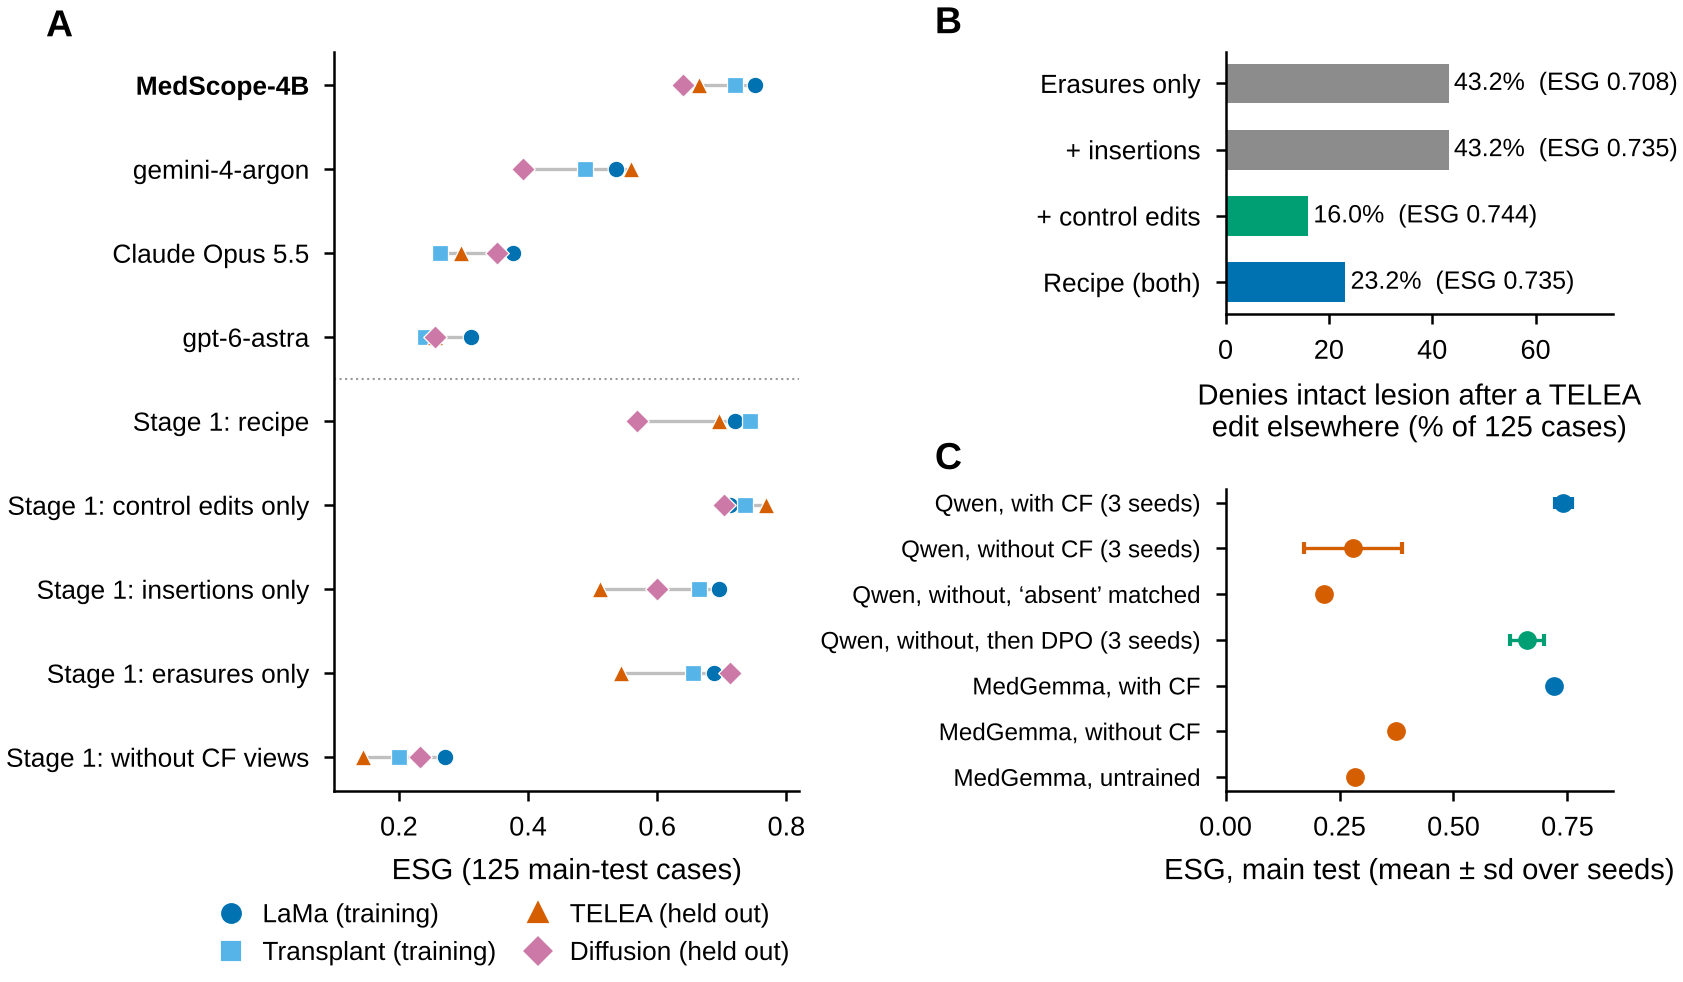 A
MedScope-4B
gemini-4-argon
Claude Opus 5.5
gpt-6-astra
Stage 1: recipe
Stage 1: control edits only
Stage 1: insertions only
Stage 1: erasures only
Stage 1: without CF views
0.2 0.4 0.6 0.8
ESG (125 main-test cases)
LaMa (training)
TELEA (held out)
Transplant (training)
Diffusion (held out)
B
Erasures only 43.2% (ESG 0.708)
+ insertions 43.2% (ESG 0.735)
+ control edits 16.0% (ESG 0.744)
Recipe (both) 23.2% (ESG 0.735)
0 20 40 60
Denies intact lesion after a TELEA
edit elsewhere (% of 125 cases)
C
Qwen, with CF (3 seeds)
Qwen, without CF (3 seeds)
Qwen, without, ‘absent’ matched
Qwen, without, then DPO (3 seeds)
MedGemma, with CF
MedGemma, without CF
MedGemma, untrained
0.00 0.25 0.50 0.75
ESG, main test (mean ± sd over seeds)